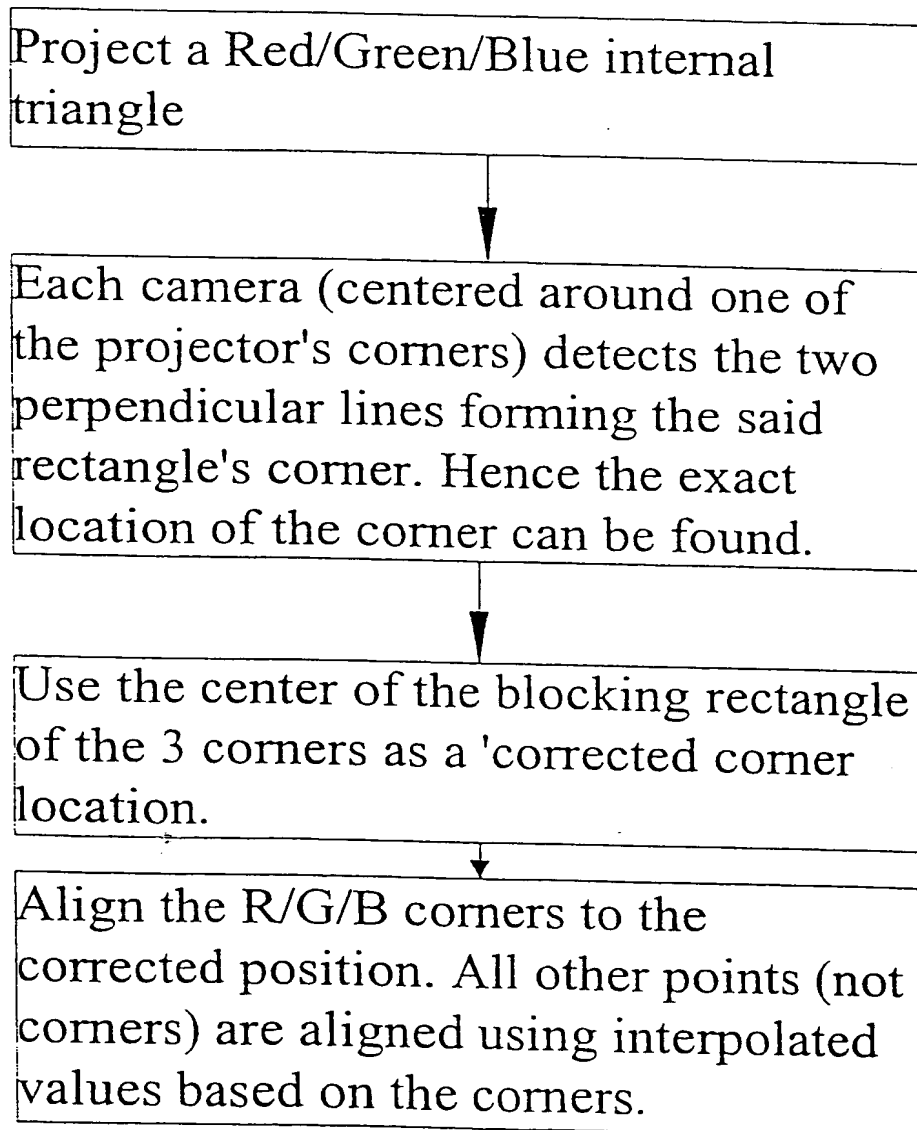 Project a Red/Green/Blue internal
triangle
Each camera (centered around one of
the projector's corners) detects the two
perpendicular lines forming the said
rectangle's corner. Hence the exact
location of the corner can be found.
Use the center of the blocking rectangle
of the 3 corners as a 'corrected corner
location.
Align the R/G/B corners to the
corrected position. All other points (not
corners) are aligned using interpolated
values based on the corners.